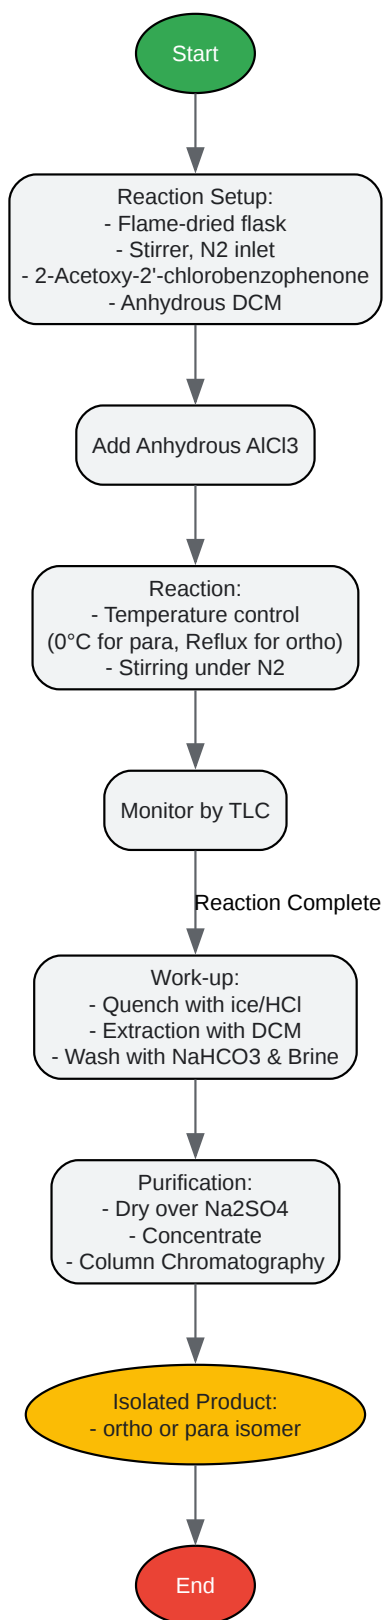 Start
Reaction Setup:
- Flame-dried flask
- Stirrer, N2 inlet
- 2-Acetoxy-2'-chlorobenzophenone
- Anhydrous DCM
Add Anhydrous AlCl3
Reaction:
- Temperature control
(0°C for para, Reflux for ortho)
- Stirring under N2
Monitor by TLC
Reaction Complete
Work-up:
- Quench with ice/HCl
- Extraction with DCM
- Wash with NaHCO3 & Brine
Purification:
- Dry over Na2SO4
- Concentrate
- Column Chromatography
Isolated Product:
- ortho or para isomer
End